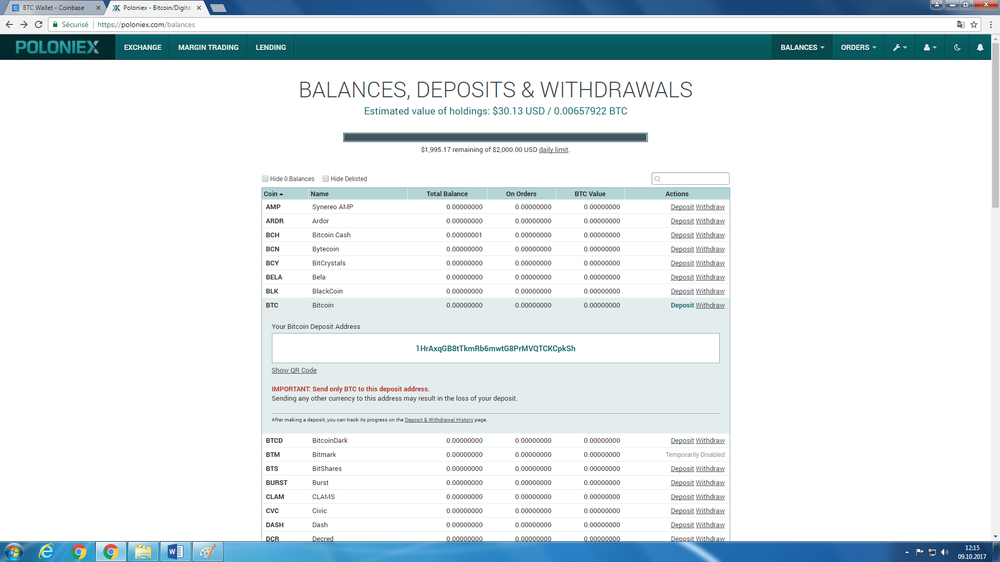 BTC Wallet - Coinbase
Poloniex - Bitcoin/Digital
Sécurisé
https://poloniex.com/balances
POLONIEX
EXCHANGE
MARGIN TRADING
LENDING
BALANCES
ORDERS
BALANCES, DEPOSITS & WITHDRAWALS
Estimated value of holdings: $30.13 USD / 0.00657922 BTC
$1,995.17 remaining of $2,000.00 USD daily limit.
Hide 0 Balances
Hide Delisted
Coin Name Total Balance On Orders BTC Value Actions
AMP Synereo AMP 0.00000000 0.00000000 0.00000000 Deposit Withdraw
ARDR Ardor 0.00000000 0.00000000 0.00000000 Deposit Withdraw
BCH Bitcoin Cash 0.00000001 0.00000000 0.00000000 Deposit Withdraw
BCN Bytecoin 0.00000000 0.00000000 0.00000000 Deposit Withdraw
BCY BitCrystals 0.00000000 0.00000000 0.00000000 Deposit Withdraw
BELA Bela 0.00000000 0.00000000 0.00000000 Deposit Withdraw
BLK BlackCoin 0.00000000 0.00000000 0.00000000 Deposit Withdraw
BTC Bitcoin 0.00000000 0.00000000 0.00000000 Deposit Withdraw
Your Bitcoin Deposit Address
1HrAxqGB8tTkmRb6mwtG8PrMVQTCKCpkSh
Show QR Code
IMPORTANT: Send only BTC to this deposit address.
Sending any other currency to this address may result in the loss of your deposit.
After making a deposit, you can track its progress on the Deposit & Withdrawal History page.
BTCD BitcoinDark 0.00000000 0.00000000 0.00000000 Deposit Withdraw
BTM Bitmark 0.00000000 0.00000000 0.00000000 Temporarily Disabled
BTS BitShares 0.00000000 0.00000000 0.00000000 Deposit Withdraw
BURST Burst 0.00000000 0.00000000 0.00000000 Deposit Withdraw
CLAM CLAMS 0.00000000 0.00000000 0.00000000 Deposit Withdraw
CVC Civic 0.00000000 0.00000000 0.00000000 Deposit Withdraw
DASH Dash 0.00000000 0.00000000 0.00000000 Deposit Withdraw
DCR Decred 0.00000000 0.00000000 0.00000000 Deposit Withdraw
12:15
09.10.2017